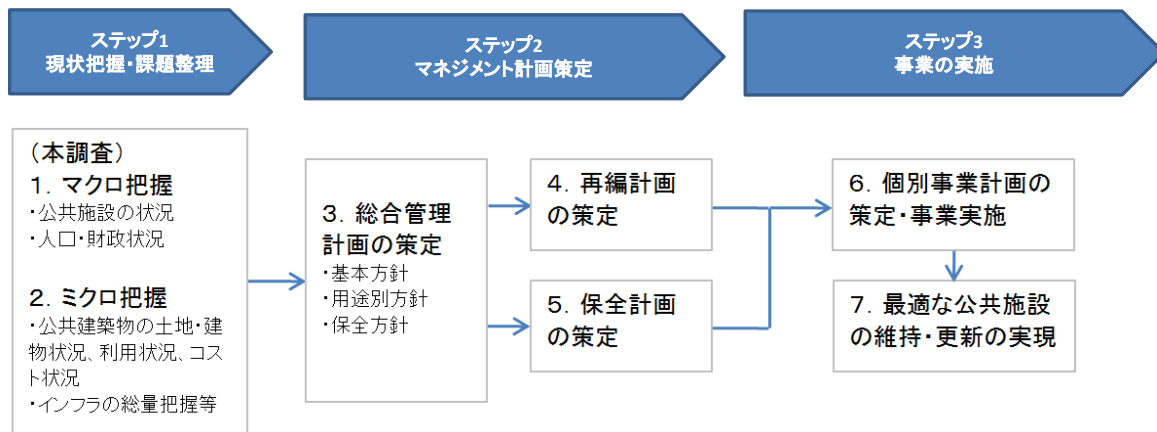 ステップ1
現状把握・課題整理
ステップ2
マネジメント計画策定
ステップ3
事業の実施
（本調査）
1．マクロ把握
・公共施設の状況
・人口・財政状況
2．ミクロ把握
・公共建築物の土地・建
物状況、利用状況、コス
ト状況
・インフラの総量把握等
3．総合管理
計画の策定
・基本方針
・用途別方針
・保全方針
4．再編計画
の策定
5．保全計画
の策定
6．個別事業計画の
策定・事業実施
7．最適な公共施設
の維持・更新の実現